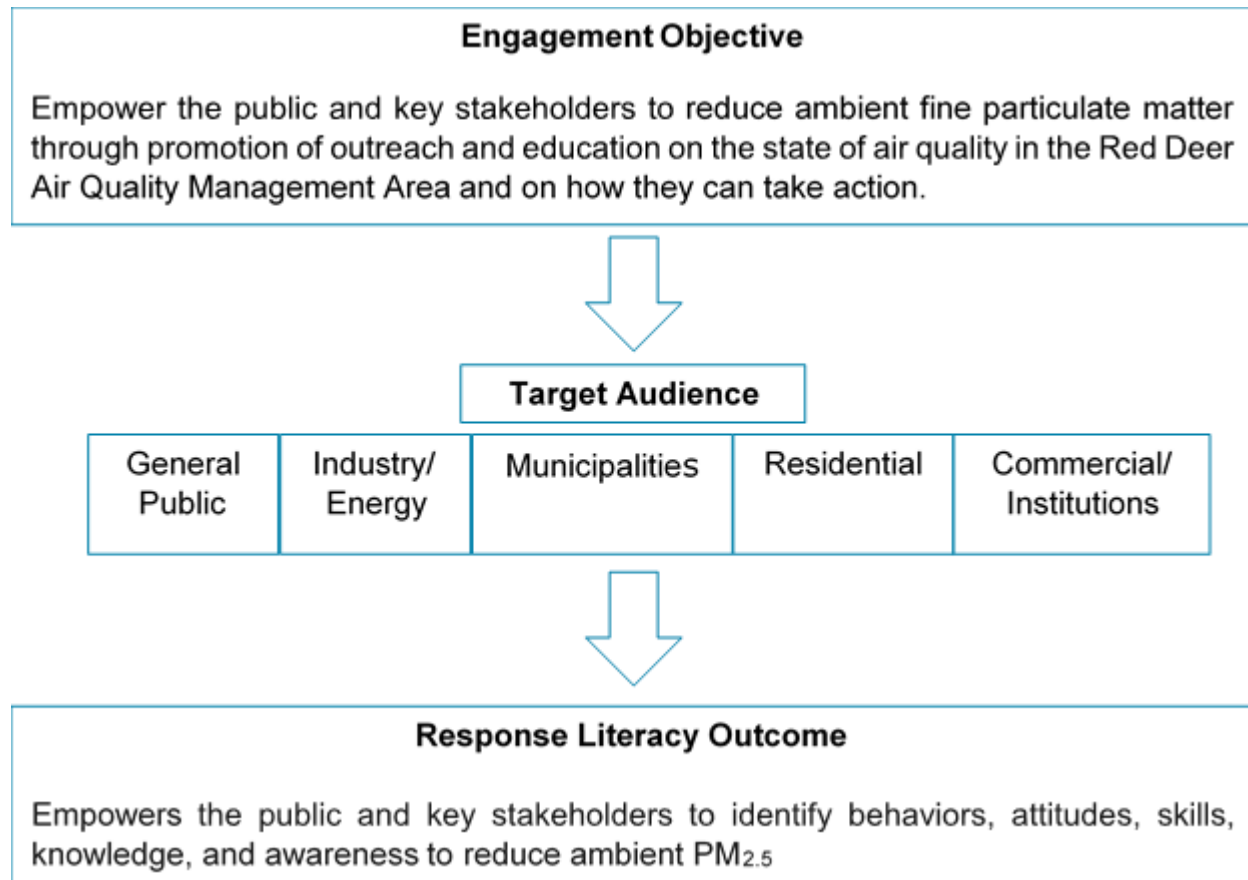 Engagement Objective
Empower the public and key stakeholders to reduce ambient fine particulate matter
through promotion of outreach and education on the state of air quality in the Red Deer
Air Quality Management Area and on how they can take action.
Target Audience
General
Public
Industry/
Energy
Municipalities
Residential
Commercial/
Institutions
Response Literacy Outcome
Empowers the public and key stakeholders to identify behaviors, attitudes, skills,
knowledge, and awareness to reduce ambient PM2.5